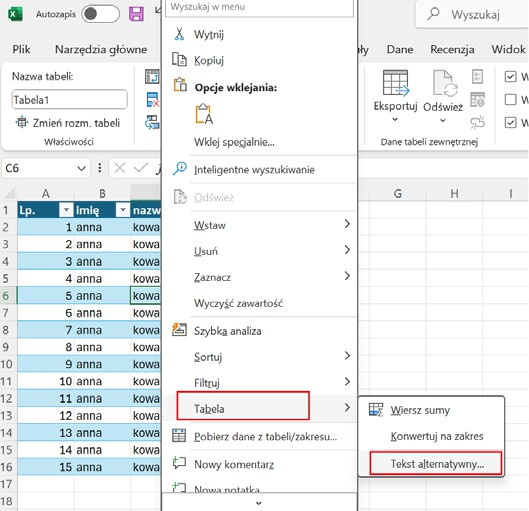 Autozapis
Wyszukaj
Plik
Narzędzia główne
Dane
Recenzja
Widok
Nazwa tabeli:
Tabela1
Zmień rozm. tabeli
Właściwości
Eksportuj
Odśwież
Dane tabeli zewnętrznej
C6
Wyszukaj w menu
Wytnij
Kopiuj
Opcje wklejania:
Wklej specjalnie...
Inteligentne wyszukiwanie
Odśwież
Wstaw
Usuń
Zaznacz
Wyczyść zawartość
Szybka analiza
Sortuj
Filtruj
Tabela
Pobierz dane z tabeli/zakresu...
Nowy komentarz
Nowa notatka
Wiersz sumy
Konwertuj na zakres
Tekst alternatywny...
A B G H I
1 Lp. imię nazw
2 1 anna kowa
3 2 anna kowa
4 3 anna kowa
5 4 anna kowa
6 5 anna kowa
7 6 anna kowa
8 7 anna kowa
9 8 anna kowa
10 9 anna kowa
11 10 anna kowa
12 11 anna kowa
13 12 anna kowa
14 13 anna kowa
15 14 anna kowa
16 15 anna kowa
17
18